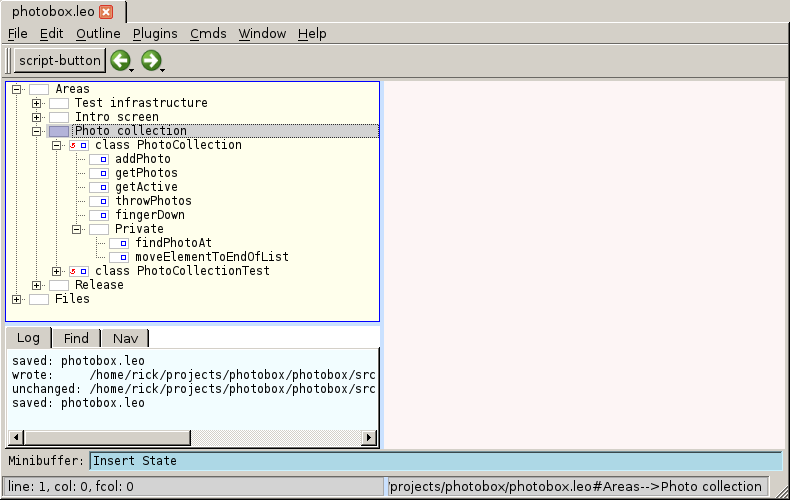 photobox.leo
File Edit Outline Plugins Cmds Window Help
script-button
Areas
Test infrastructure
Intro screen
Photo collection
class PhotoCollection
addPhoto
getPhotos
getActive
throwPhotos
fingerDown
Private
findPhotoAt
moveElementToEndOfList
class PhotoCollectionTest
Release
Files
Log Find Nav
saved: photobox.leo
wrote: /home/rick/projects/photobox/photobox/src
unchanged: /home/rick/projects/photobox/photobox/src
saved: photobox.leo
Minibuffer: Insert State
line: 1, col: 0, fcol: 0
/projects/photobox/photobox.leo#Areas-->Photo collection